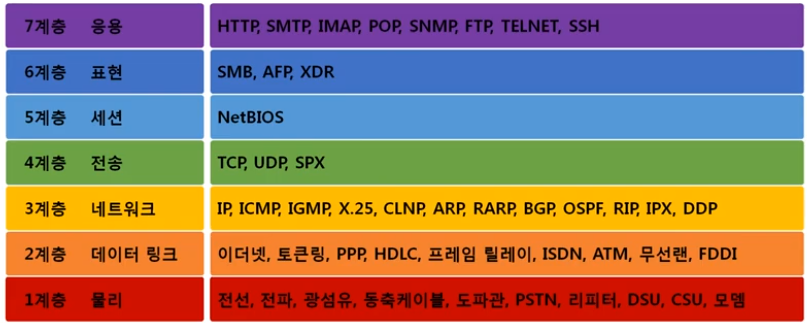 7계층 응용 HTTP, SMTP, IMAP, POP, SNMP, FTP, TELNET, SSH
6계층 표현 SMB, AFP, XDR
5계층 세션 NetBIOS
4계층 전송 TCP, UDP, SPX
3계층 네트워크 IP, ICMP, IGMP, X.25, CLNP, ARP, RARP, BGP, OSPF, RIP, IPX, DDP
2계층 데이터 링크 이더넷, 토큰링, PPP, HDLC, 프레임 릴레이, ISDN, ATM, 무선랜, FDDI
1계층 물리 전선, 전파, 광섬유, 동축케이블, 도파관, PSTN, 리피터, DSU, CSU, 모뎀